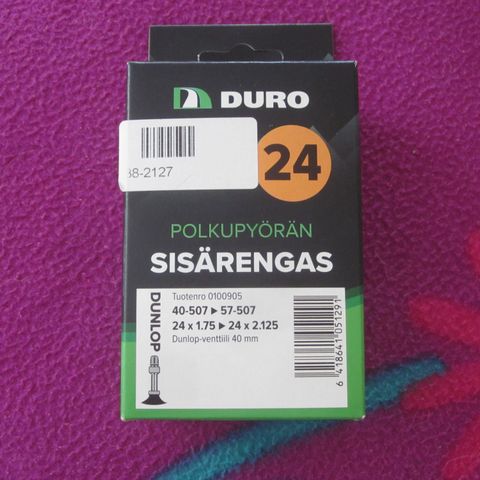 DURO
38-2127
24
POLKUPYÖRÄN
SISÄRENGAS
DUNLOP
Tuotenro 0100905
40-507 ▸ 57-507
24 x 1.75 ▸ 24 x 2.125
Dunlop-venttiili 40 mm
6 418641 051291